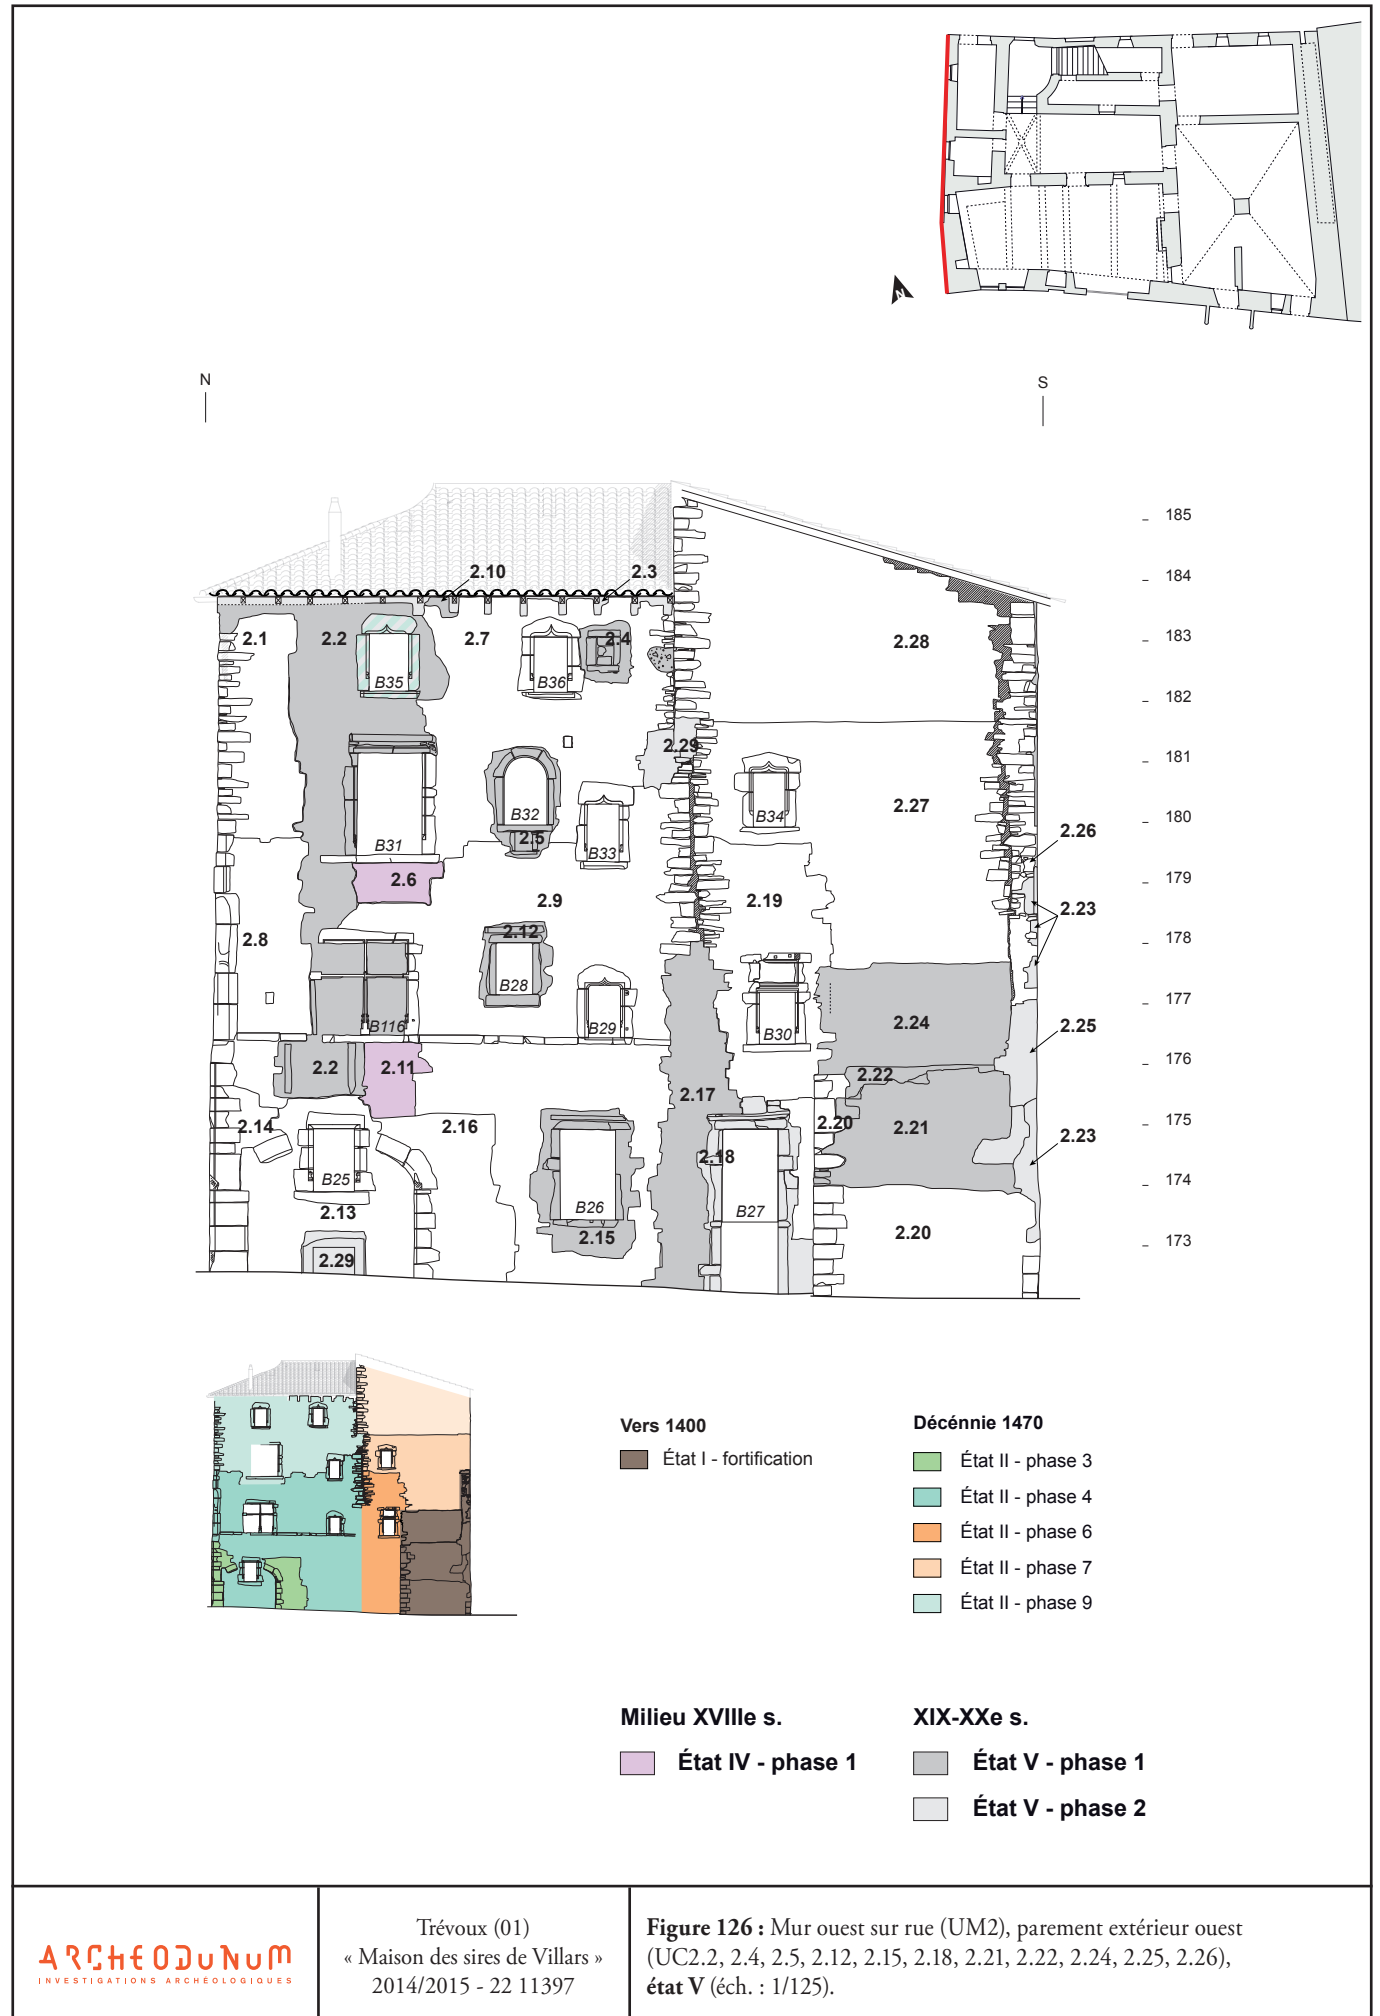 N
N
S
185
184
183
182
181
180
179
178
177
176
175
174
173
2.10
2.3
2.1
2.2
2.7
2.4
2.28
B35
B36
2.29
2.27
B31
B32
2.5
B33
B34
2.26
2.6
2.9
2.19
2.23
2.8
2.12
B28
B116
B29
B30
2.24
2.25
2.2
2.11
2.17
2.22
2.14
2.16
2.20
2.21
2.23
B25
2.18
B26
B27
2.13
2.15
2.20
2.29
Vers 1400
État I - fortification
Décénnie 1470
État II - phase 3
État II - phase 4
État II - phase 6
État II - phase 7
État II - phase 9
Milieu XVIIIe s.
État IV - phase 1
XIX-XXe s.
État V - phase 1
État V - phase 2
ARCHEODUNUM
INVESTIGATIONS ARCHÉOLOGIQUES
Trévoux (01)
« Maison des sires de Villars »
2014/2015 - 22 11397
Figure 126 : Mur ouest sur rue (UM2), parement extérieur ouest
(UC2.2, 2.4, 2.5, 2.12, 2.15, 2.18, 2.21, 2.22, 2.24, 2.25, 2.26),
état V (éch. : 1/125).